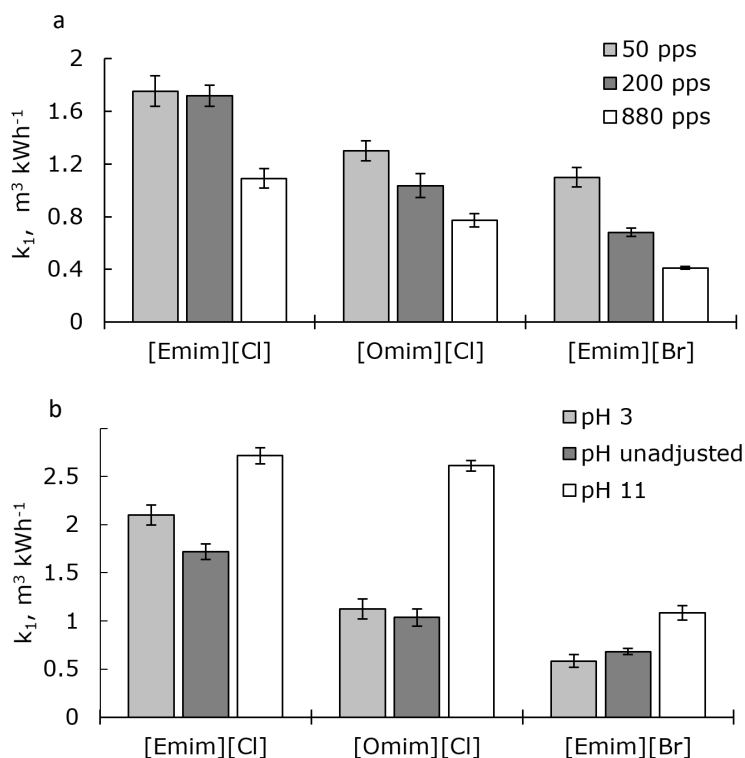 a
2
1.6
1.2
0.8
0.4
0
k₁, m³ kWh⁻¹
50 pps
200 pps
880 pps
[Emim][Cl] [Omim][Cl] [Emim][Br]
b
2.5
2
1.5
1
0.5
0
k₁, m³ kWh⁻¹
pH 3
pH unadjusted
pH 11
[Emim][Cl] [Omim][Cl] [Emim][Br]